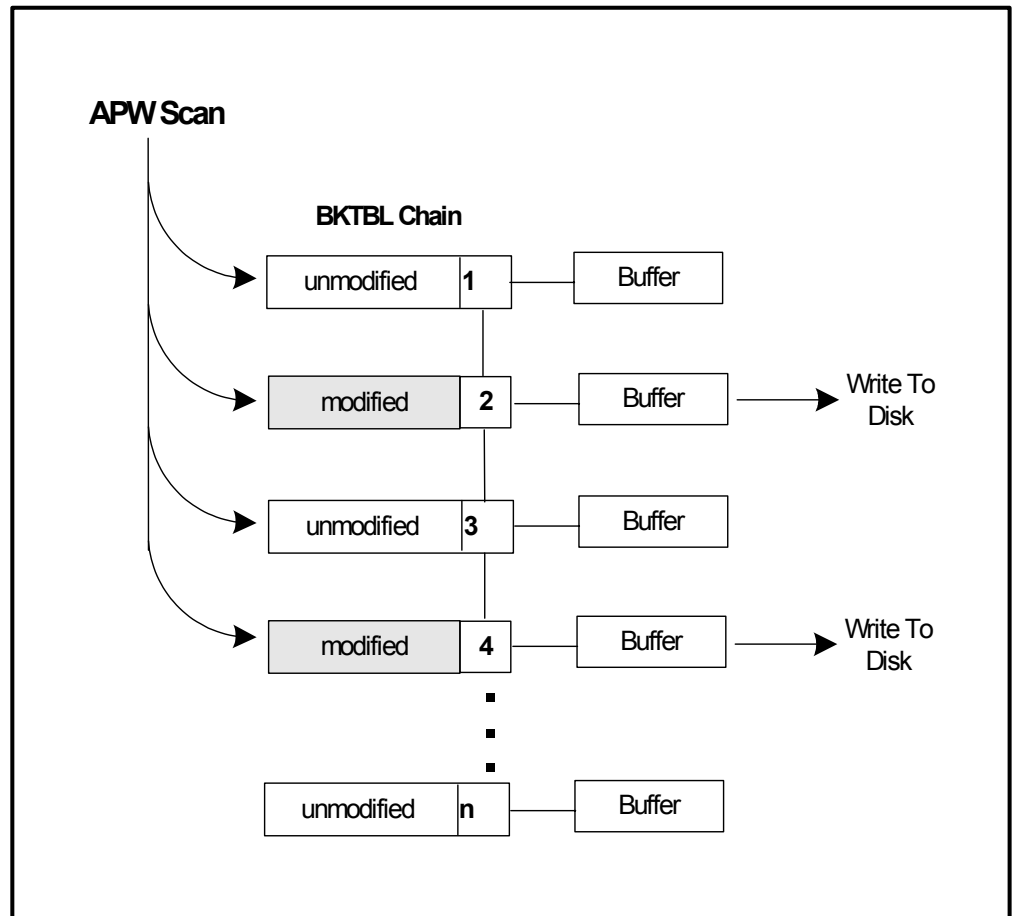 APW Scan
BKTBL Chain
unmodified 1 Buffer
modified 2 Buffer Write To
Disk
unmodified 3 Buffer
modified 4 Buffer Write To
Disk
unmodified n Buffer